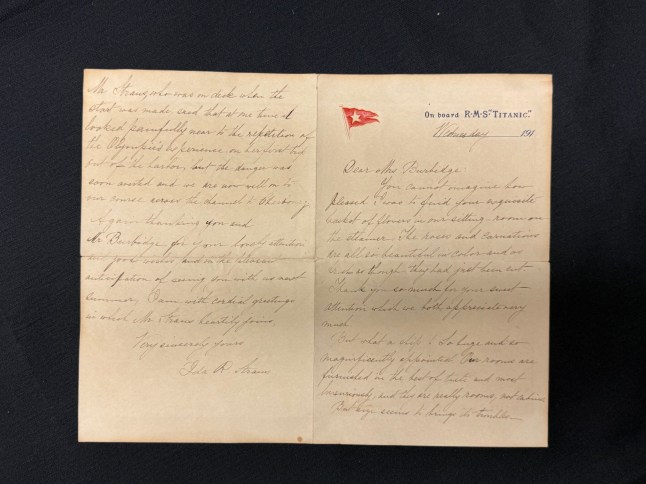 On board R·M·S "TITANIC."
Wednesday 191
Dear Mrs Burbidge:
You cannot imagine how
pleased I was to find your exquisite
basket of flowers in our sitting room on
the steamer. The roses and carnations
are all so beautiful in color and as
fresh as though they had just been cut
Thank you so much for your sweet
attention which we both appreciate very
much.
But what a ship! So huge and so
magnificently appointed. Our rooms are
furnished in the best of taste and most
luxuriously and they are really rooms, not cabins
But size seems to bring its troubles—
Mr Straus who was on deck when the
start was made, said that at one time it
looked painfully near to the repetition of
the Olympic's experience on her first trip
out of the harbor, but the danger was
soon averted and we are now well on to
our course across the channel to Cherbourg
Again thanking you and
Mr Burbidge for your lovely attention
and good wishes and in the pleasant
anticipation of seeing you with us next
summer, I am with cordial greetings
in which Mr Straus heartily joins,
Very sincerely yours
Ida R Straus